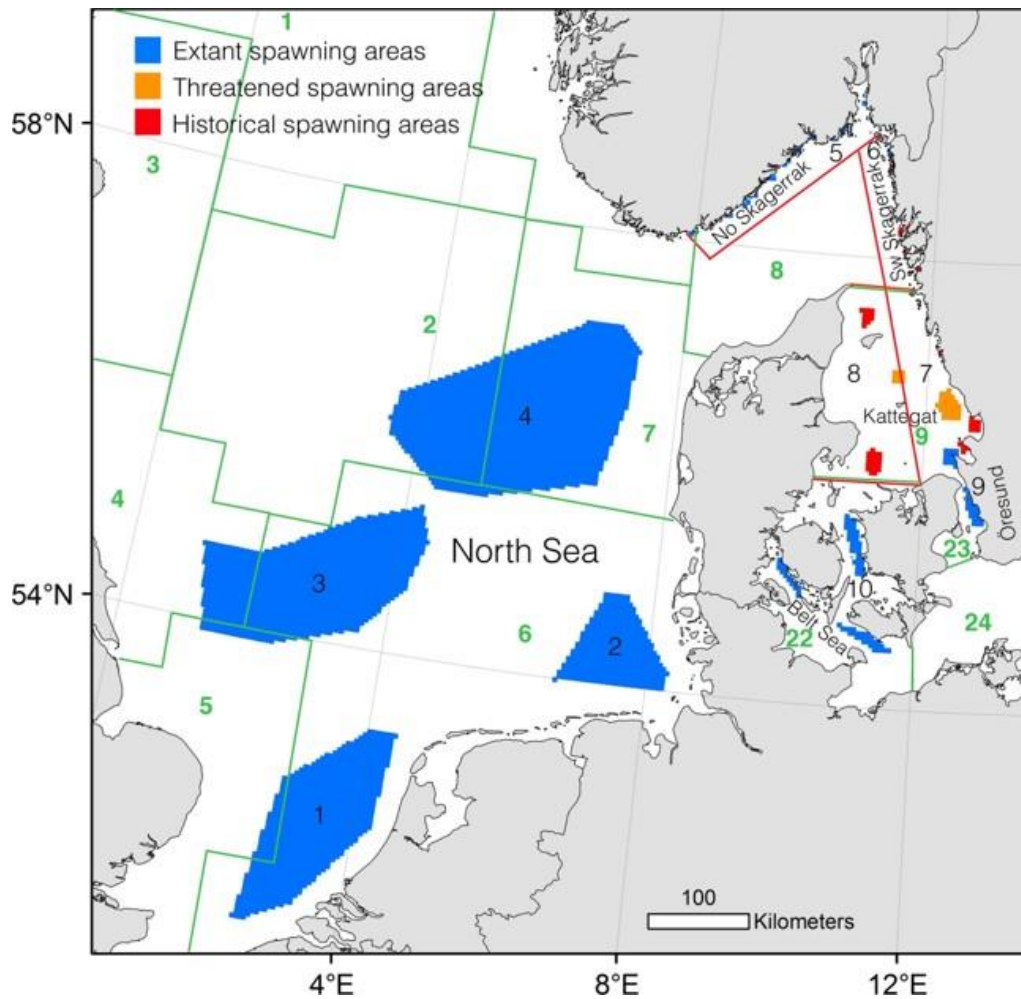 1
Extant spawning areas
Threatened spawning areas
58°N
Historical spawning areas
3
5
6
No Skagerrak
Sw Skagerrak
8
2
8
7
4
Kattegat
7
9
4
9
Öresund
North Sea
23
3
10
54°N
6
2
Belt Sea
22
24
5
1
100
Kilometers
4°E
8°E
12°E